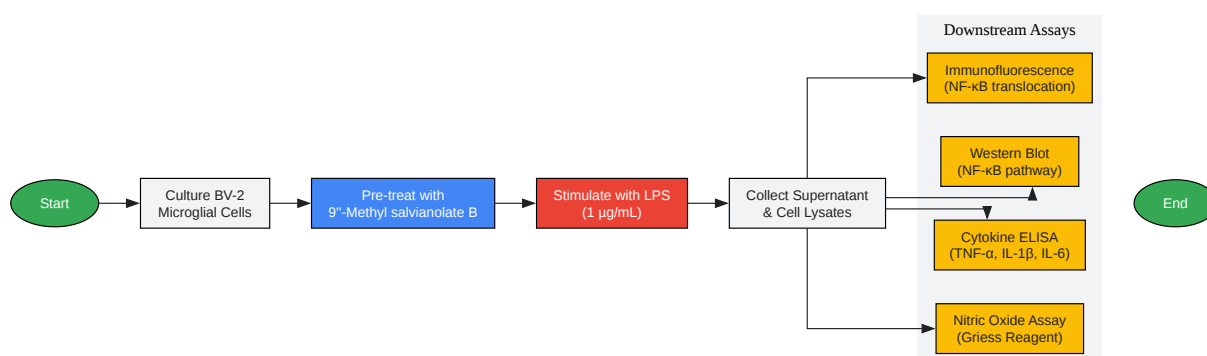 Start
Culture BV-2
Microglial Cells
Pre-treat with
9"-Methyl salvianolate B
Stimulate with LPS
(1 µg/mL)
Collect Supernatant
& Cell Lysates
Downstream Assays
Immunofluorescence
(NF-κB translocation)
Western Blot
(NF-κB pathway)
Cytokine ELISA
(TNF-α, IL-1β, IL-6)
Nitric Oxide Assay
(Griess Reagent)
End